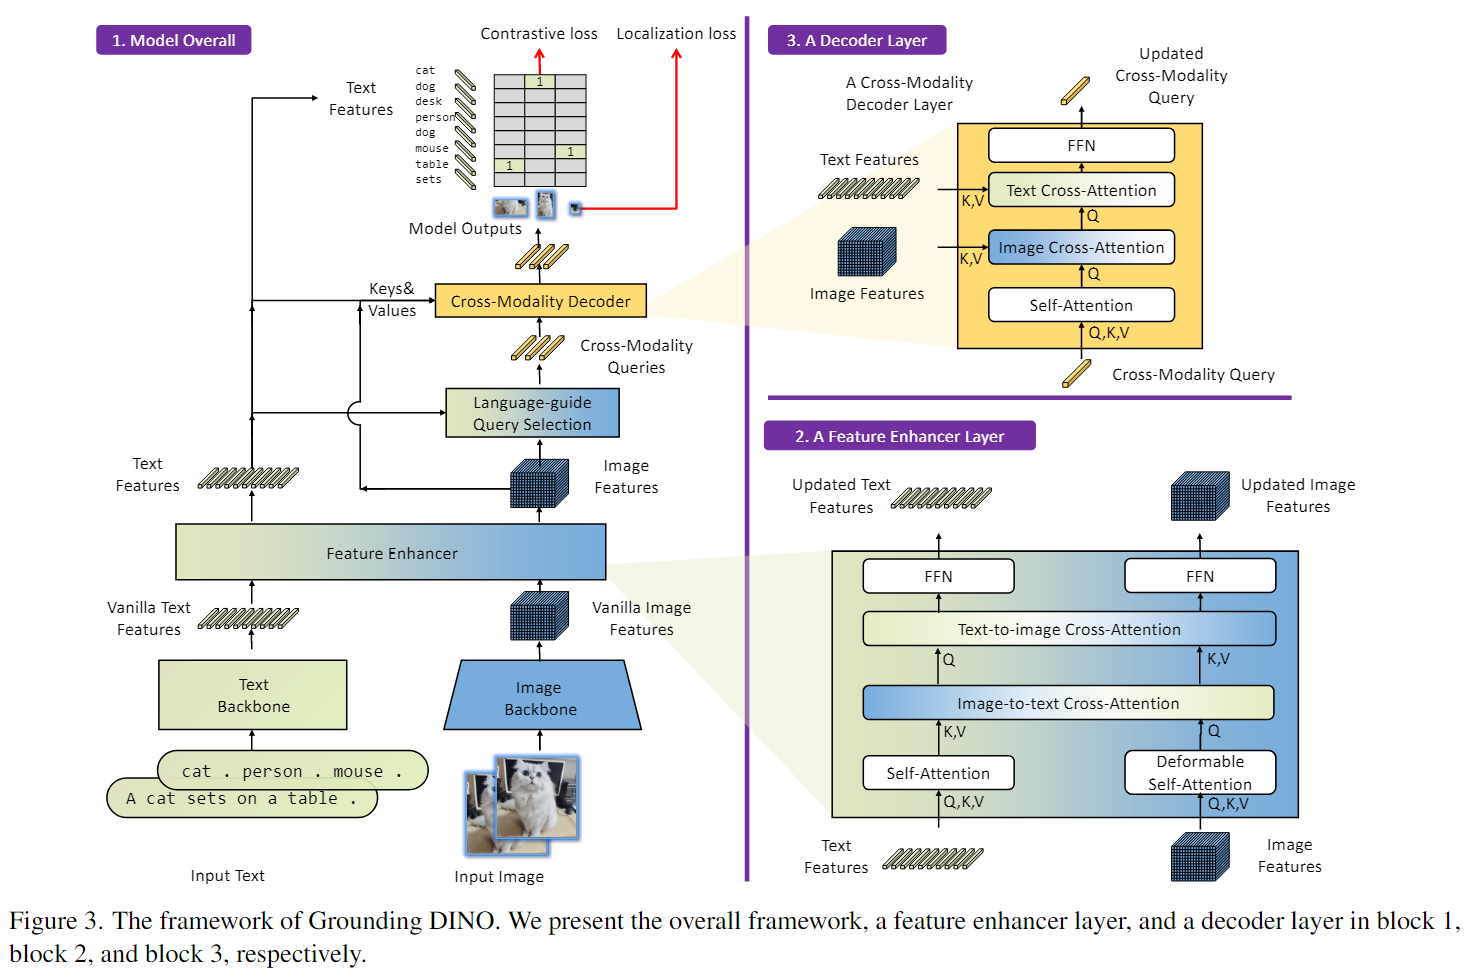 1. Model Overall
Contrastive loss
Localization loss
Text
Features
cat
dog
desk
person
dog
mouse
table
sets
1
1
1
Model Outputs
Keys&
Values
Cross-Modality Decoder
Cross-Modality
Queries
Language-guide
Query Selection
Text
Features
Image
Features
Feature Enhancer
Vanilla Text
Features
Vanilla Image
Features
Text
Backbone
Image
Backbone
cat . person . mouse .
A cat sets on a table .
Input Text
Input Image
3. A Decoder Layer
A Cross-Modality
Decoder Layer
Updated
Cross-Modality
Query
FFN
Text Features
Text Cross-Attention
K,V
Q
Image Cross-Attention
K,V
Q
Image Features
Self-Attention
Q,K,V
Cross-Modality Query
2. A Feature Enhancer Layer
Updated Text
Features
Updated Image
Features
FFN
FFN
Text-to-image Cross-Attention
Q
K,V
Image-to-text Cross-Attention
K,V
Q
Self-Attention
Deformable
Self-Attention
Q,K,V
Q,K,V
Text
Features
Image
Features
Figure 3. The framework of Grounding DINO. We present the overall framework, a feature enhancer layer, and a decoder layer in block 1,
block 2, and block 3, respectively.